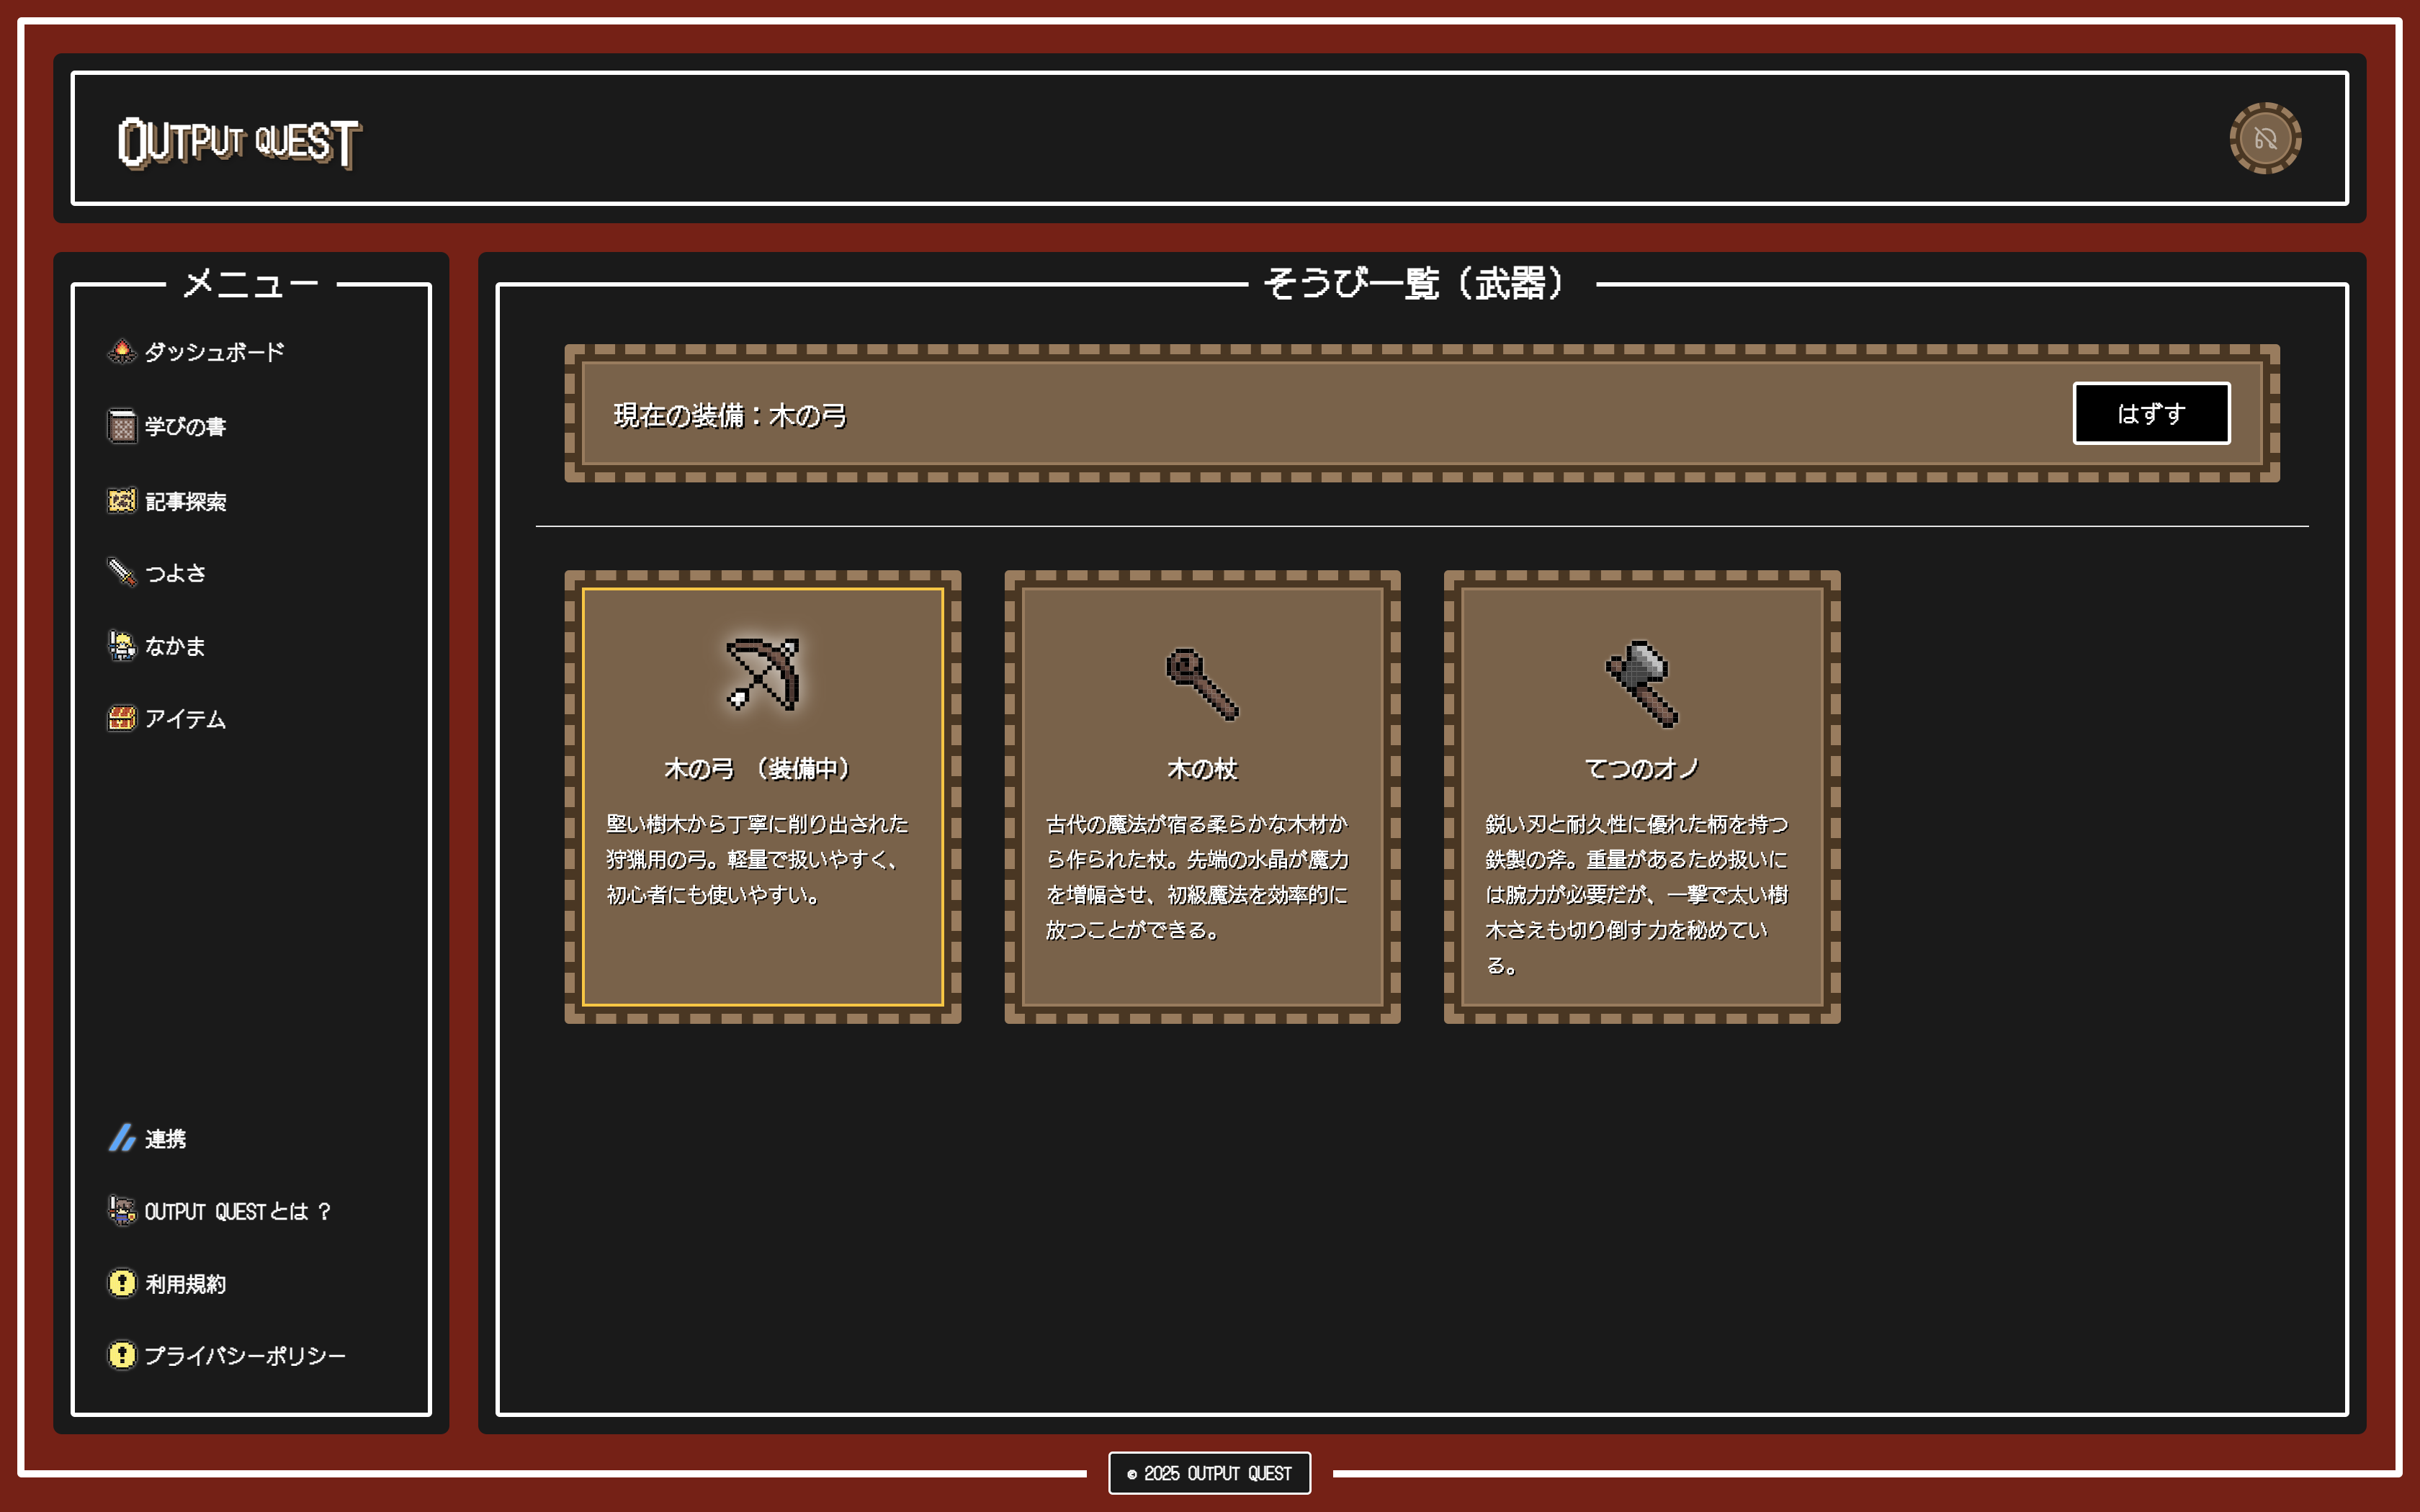 OUTPUT QUEST
メニュー
ダッシュボード
学びの書
記事探索
つよさ
なかま
アイテム
連携
OUTPUT QUESTとは ?
利用規約
プライバシーポリシー
そうび一覧（武器）
現在の装備：木の弓
はずす
木の弓 （装備中）
堅い樹木から丁寧に削り出された
狩猟用の弓。軽量で扱いやすく、
初心者にも使いやすい。
木の杖
古代の魔法が宿る柔らかな木材か
ら作られた杖。先端の水晶が魔力
を増幅させ、初級魔法を効率的に
放つことができる。
てつのオノ
鋭い刃と耐久性に優れた柄を持つ
鉄製の斧。重量があるため扱いに
は腕力が必要だが、一撃で太い樹
木さえも切り倒す力を秘めてい
る。
© 2025 OUTPUT QUEST